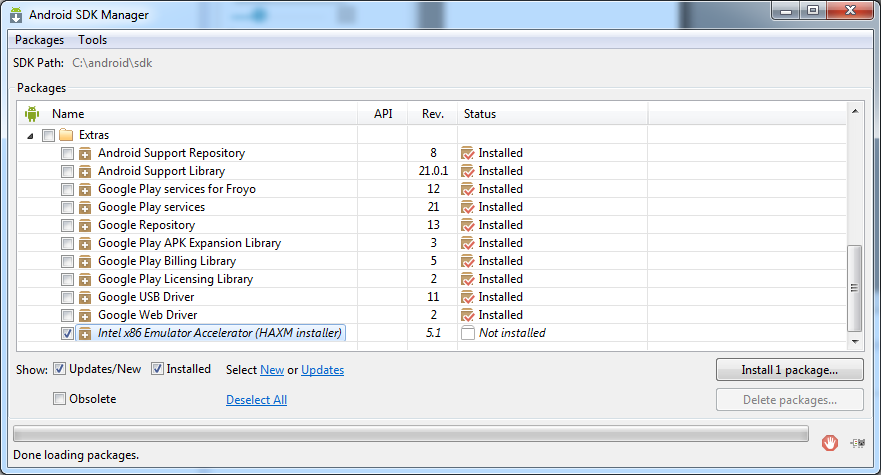 Android SDK Manager
Packages Tools
SDK Path: C:\android\sdk
Packages
Name API Rev. Status
Extras
Android Support Repository 8 Installed
Android Support Library 21.0.1 Installed
Google Play services for Froyo 12 Installed
Google Play services 21 Installed
Google Repository 13 Installed
Google Play APK Expansion Library 3 Installed
Google Play Billing Library 5 Installed
Google Play Licensing Library 2 Installed
Google USB Driver 11 Installed
Google Web Driver 2 Installed
Intel x86 Emulator Accelerator (HAXM installer) 5.1 Not installed
Show: Updates/New Installed Select New or Updates Install 1 package...
Obsolete Deselect All Delete packages...
Done loading packages.